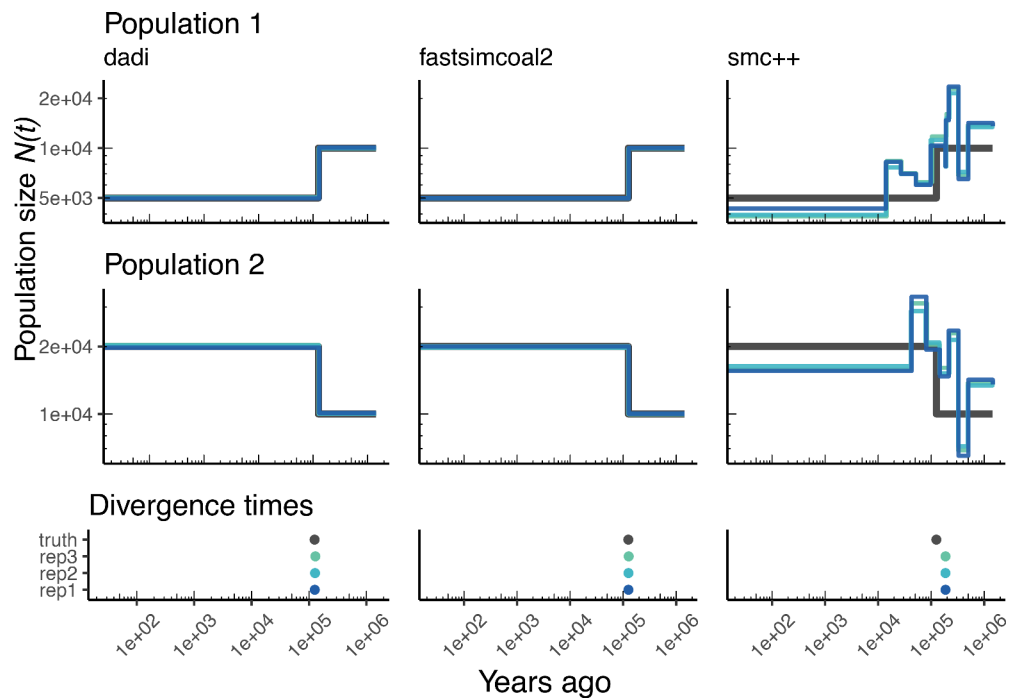 Population 1
dadi
fastsimcoal2
smc++
Population size N(t)
2e+04
1e+04
5e+03
Population 2
2e+04
1e+04
Divergence times
truth
rep3
rep2
rep1
1e+02 1e+03 1e+04 1e+05 1e+06
1e+02 1e+03 1e+04 1e+05 1e+06
1e+02 1e+03 1e+04 1e+05 1e+06
Years ago